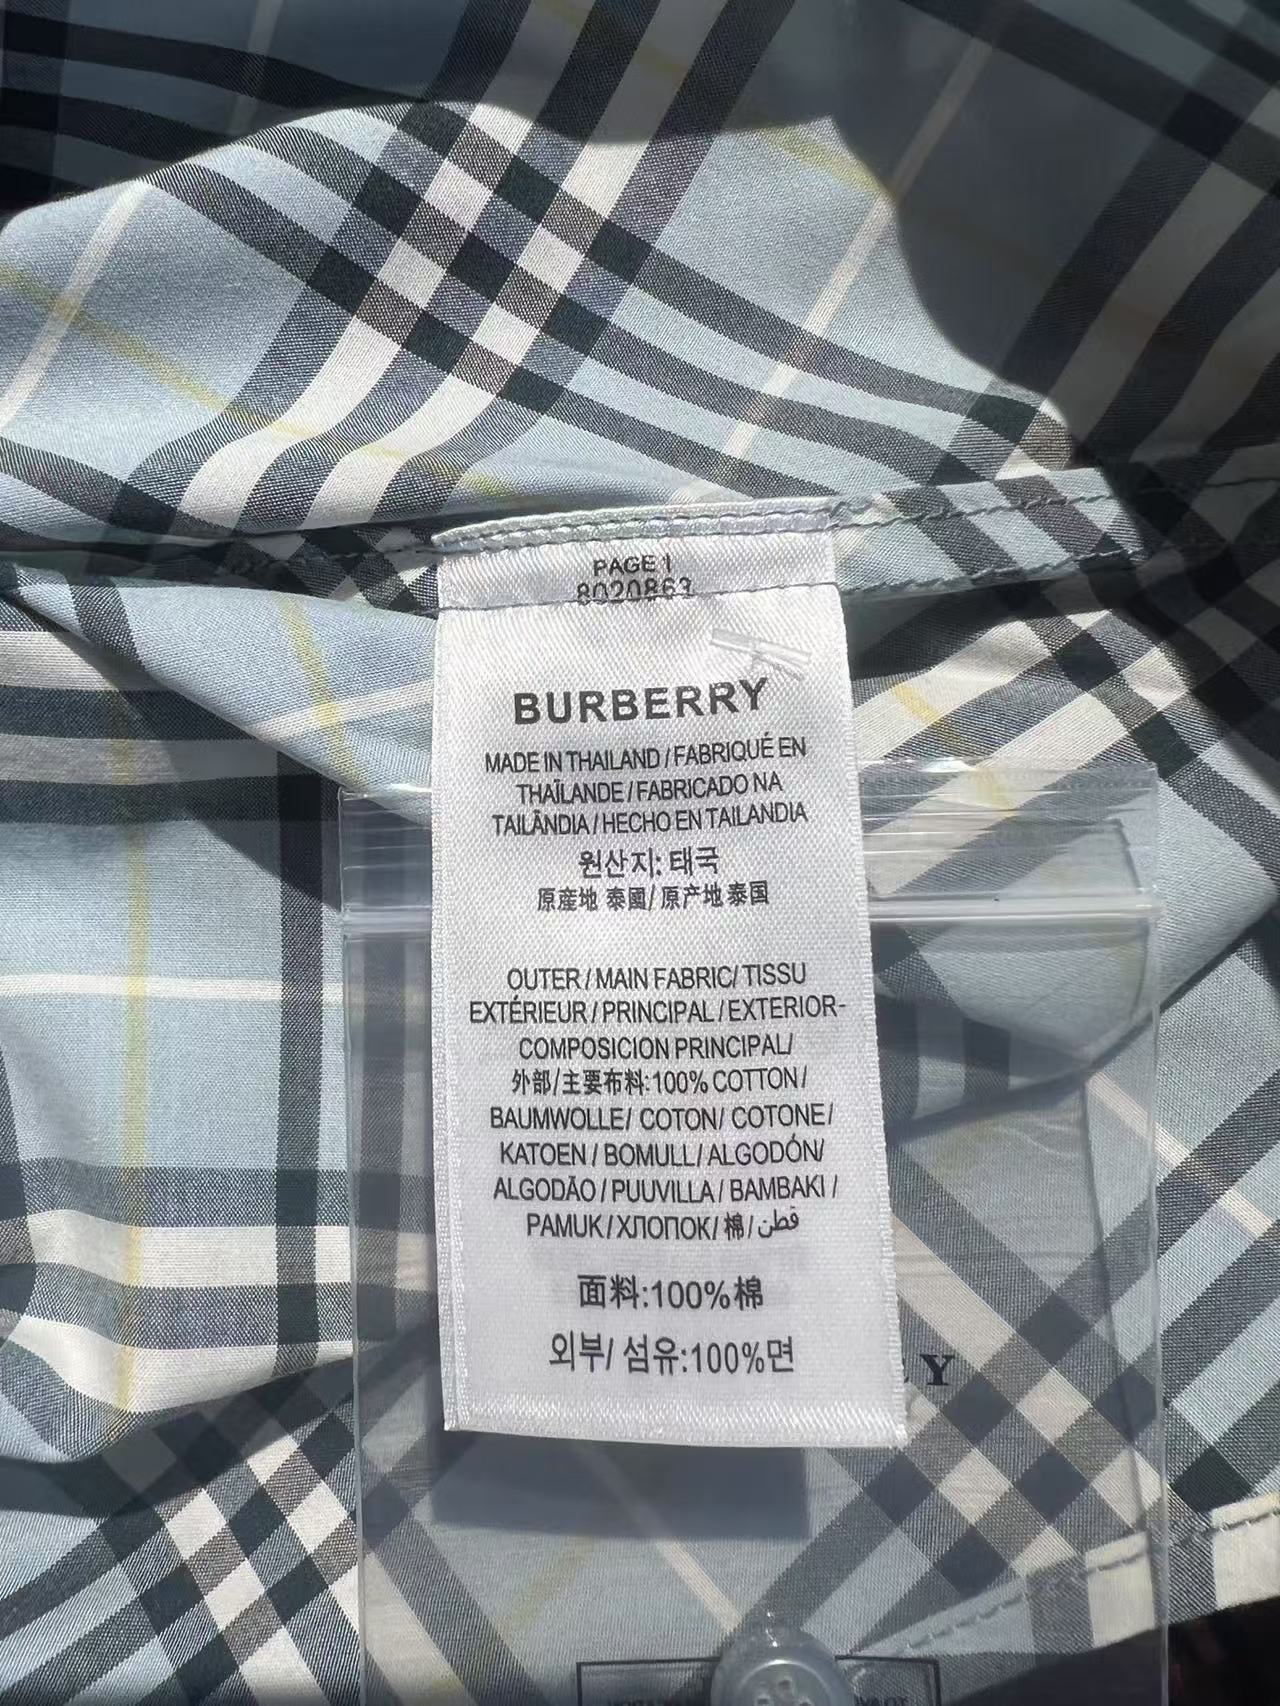 PAGE 1
8020863
BURBERRY
MADE IN THAILAND / FABRIQUÉ EN
THAÏLANDE / FABRICADO NA
TAILÂNDIA / HECHO EN TAILANDIA
원산지: 태국
原産地 泰國/ 原产地 泰国
OUTER / MAIN FABRIC/ TISSU
EXTÉRIEUR / PRINCIPAL / EXTERIOR-
COMPOSICION PRINCIPAL/
外部/主要布料:100% COTTON /
BAUMWOLLE/ COTON/ COTONE/
KATOEN / BOMULL/ ALGODÓN/
ALGODÃO / PUUVILLA / BAMBAKI /
PAMUK / ХЛОПОК/ 棉/ قطن
面料:100%棉
외부/ 섬유:100%면
Y